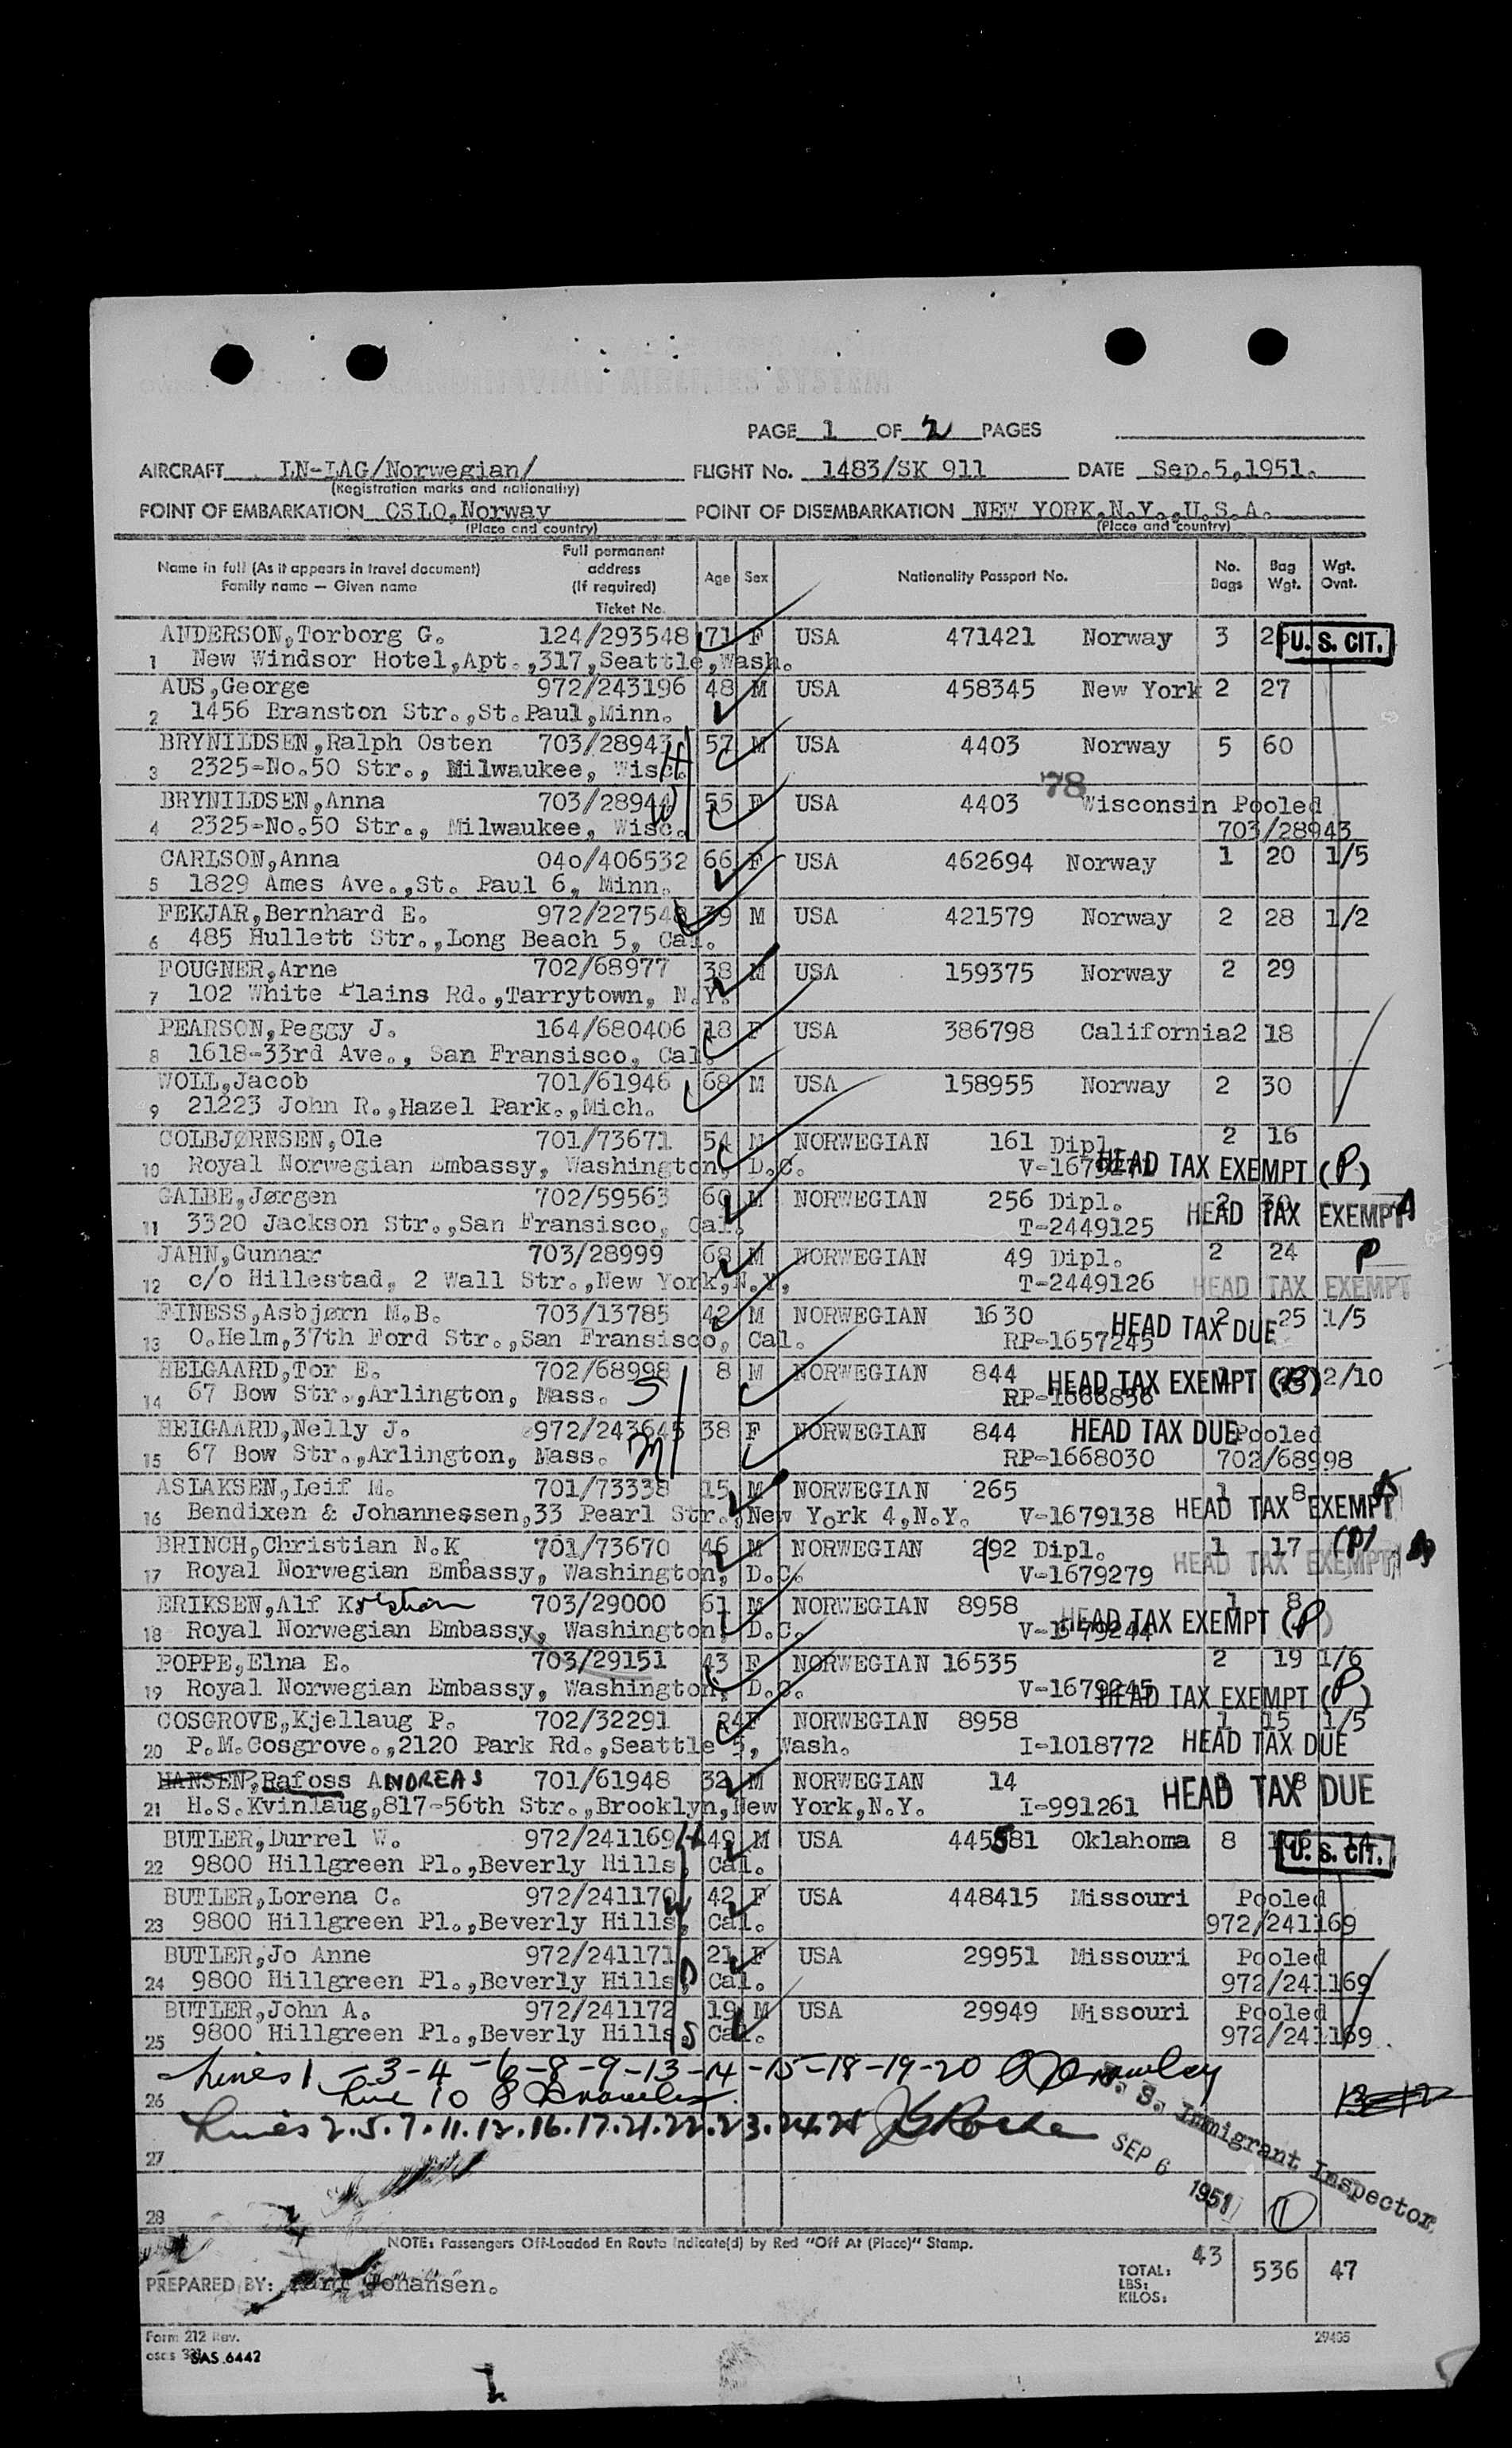 PAGE 1 OF 2 PAGES
AIRCRAFT LN-LAG/Norwegian/ FLIGHT No. 1483/SK 911 DATE Sep.5,1951.
(Registration marks and nationality)
POINT OF EMBARKATION OSLO,Norway POINT OF DISEMBARKATION NEW YORK,N.Y.,U.S.A.
(Place and country) (Place and country)
Name in full (As it appears in travel document) Family name — Given name Full permanent address (If required) Ticket No. Age Sex Nationality Passport No. No. Bags Bag Wgt. Wgt. Ovnt.
ANDERSON,Torborg G. 124/293548 71 F USA 471421 Norway 3 U. S. CIT.
1 New Windsor Hotel,Apt.,317,Seattle,Wash.
AUS,George 972/243196 48 M USA 458345 New York 2 27
2 1456 Branston Str.,St.Paul,Minn.
BRYNILDSEN,Ralph Osten 703/28943 57 M USA 4403 Norway 5 60
3 2325-No.50 Str., Milwaukee, Wisc. H
78
BRYNILDSEN,Anna 703/28944 55 F USA 4403 Wisconsin Pooled
4 2325-No.50 Str., Milwaukee, Wisc. W 703/28943
CARLSON,Anna 040/406532 66 F USA 462694 Norway 1 20 1/5
5 1829 Ames Ave.,St. Paul 6, Minn.
FEKJAR,Bernhard E. 972/227548 39 M USA 421579 Norway 2 28 1/2
6 485 Hullett Str.,Long Beach 5, Cal.
FOUGNER,Arne 702/68977 38 M USA 159375 Norway 2 29
7 102 White Plains Rd.,Tarrytown, N.Y.
PEARSON,Peggy J. 164/680406 18 F USA 386798 California2 18
8 1618-33rd Ave., San Fransisco, Cal.
WOLL,Jacob 701/61946 68 M USA 158955 Norway 2 30
9 21223 John R.,Hazel Park.,Mich.
COLBJØRNSEN,Ole 701/73671 54 M NORWEGIAN 161 Dipl. 2 16
10 Royal Norwegian Embassy, Washington, D.C. HEAD TAX EXEMPT (P)
GALBE,Jørgen 702/59563 60 M NORWEGIAN 256 Dipl. 2 30 HEAD TAX EXEMPT
11 3320 Jackson Str.,San Fransisco, Cal. T-2449125
JAHN,Gunnar 703/28999 68 M NORWEGIAN 49 Dipl. 2 24 P
12 c/o Hillestad, 2 Wall Str.,New York,N.Y, T-2449126 HEAD TAX EXEMPT
FINESS,Asbjørn M.B. 703/13785 42 M NORWEGIAN 1630 2 25 1/5
13 O.Helm,37th Ford Str.,San Fransisco, Cal. RP-1657245 HEAD TAX DUE
HEIGAARD,Tor E. 702/68998 8 M NORWEGIAN 844 HEAD TAX EXEMPT (B) 2/10
14 67 Bow Str.,Arlington, Mass. S
HEIGAARD,Nelly J. 972/243645 38 F NORWEGIAN 844 HEAD TAX DUE Pooled
15 67 Bow Str.,Arlington, Mass. M RP-1668030 702/68998
ASLAKSEN,Leif M. 701/73338 15 M NORWEGIAN 265 1 8
16 Bendixen & Johannessen,33 Pearl Str.,New York 4,N.Y. V-1679138 HEAD TAX EXEMPT
BRINCH,Christian N.K 701/73670 46 M NORWEGIAN 292 Dipl. 1 17 (P)
17 Royal Norwegian Embassy, Washington, D.C. V-1679279 HEAD TAX EXEMPT
ERIKSEN,Alf Kristian 703/29000 61 M NORWEGIAN 8958 1 8
18 Royal Norwegian Embassy, Washington, D.C. HEAD TAX EXEMPT (P)
POPPE,Elna E. 703/29151 43 F NORWEGIAN 16535 2 19 1/6
19 Royal Norwegian Embassy, Washington, D.C. V-1679245 HEAD TAX EXEMPT (P)
COSGROVE,Kjellaug P. 702/32291 24 F NORWEGIAN 8958 1 15 1/5
20 P.M.Cosgrove.,2120 Park Rd.,Seattle 5, Wash. I-1018772 HEAD TAX DUE
HANSEN,Rafoss ANDREAS 701/61948 32 M NORWEGIAN 14 8
21 H.S.Kvinlaug,817-56th Str.,Brooklyn,New York,N.Y. I-991261 HEAD TAX DUE
BUTLER,Durrel W. 972/241169 H 49 M USA 445581 Oklahoma 8 14
22 9800 Hillgreen Pl.,Beverly Hills, Cal. U. S. CIT.
BUTLER,Lorena C. 972/241170 W 42 F USA 448415 Missouri Pooled
23 9800 Hillgreen Pl.,Beverly Hills, Cal. 972/241169
BUTLER,Jo Anne 972/241171 21 F USA 29951 Missouri Pooled
24 9800 Hillgreen Pl.,Beverly Hills, D Cal. 972/241169
BUTLER,John A. 972/241172 19 M USA 29949 Missouri Pooled
25 9800 Hillgreen Pl.,Beverly Hills, S Cal. 972/241169
Lines 1 -3-4-6-8-9-13-14-15-18-19-20
26 Line 10
Lines 2.5.7.11.12.16.17.21.22.23.24.25
U. S. Immigrant Inspector
27
SEP 6 1951
28
NOTE: Passengers Off-Loaded En Route Indicate(d) by Red "Off At (Place)" Stamp.
PREPARED BY: Johansen.
TOTAL: LBS: KILOS: 43 536 47
Form 212 Rev.
29435
SAS 6442